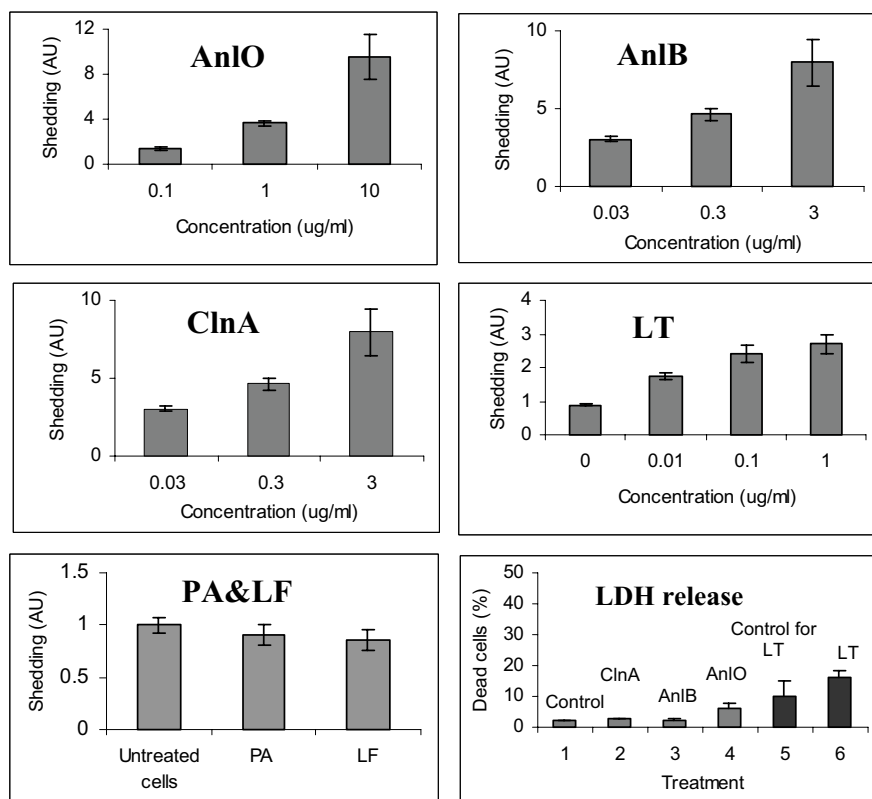 AnlO
Shedding (AU)
12
8
4
0
0.1 1 10
Concentration (ug/ml)
AnlB
Shedding (AU)
10
5
0
0.03 0.3 3
Concentration (ug/ml)
ClnA
Shedding (AU)
10
5
0
0.03 0.3 3
Concentration (ug/ml)
LT
Shedding (AU)
4
3
2
1
0
0 0.01 0.1 1
Concentration (ug/ml)
PA&LF
Shedding (AU)
1.5
1
0.5
0
Untreated PA LF
cells
LDH release
Dead cells (%)
50
40
30
20
10
0
Control
ClnA
AnlB
AnlO
Control for
LT
LT
1 2 3 4 5 6
Treatment